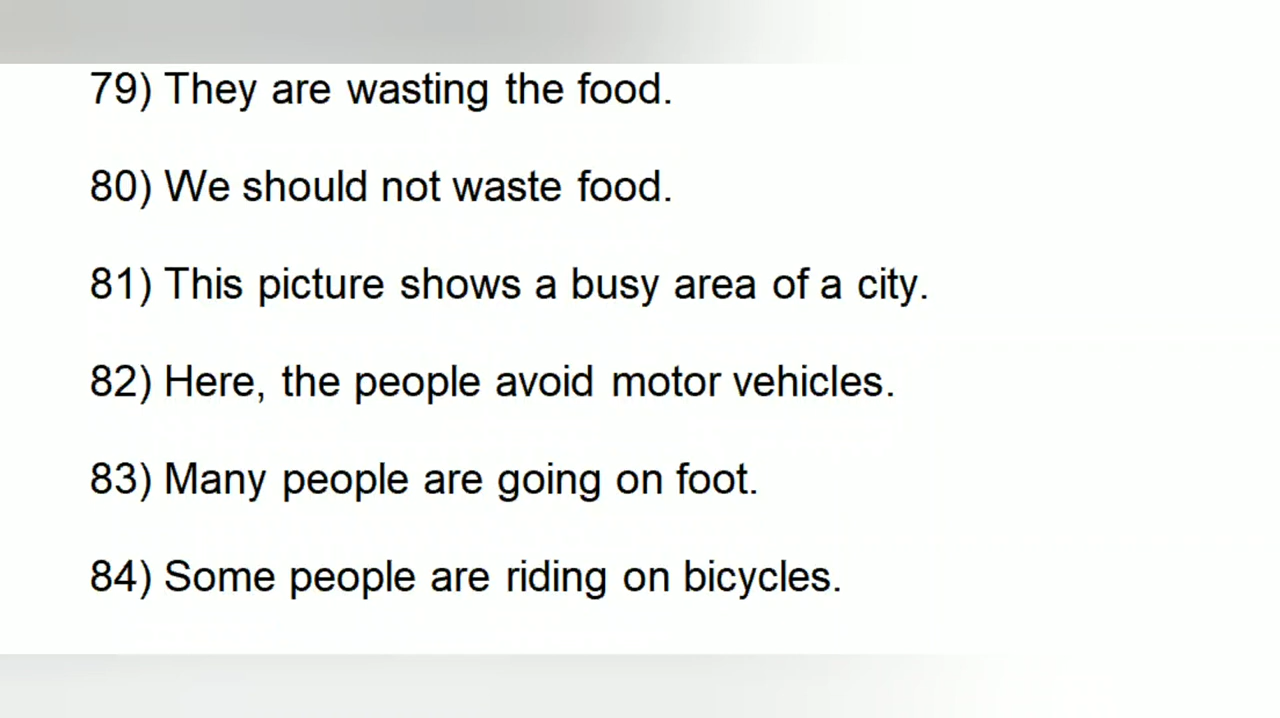 79) They are wasting the food.
80) We should not waste food.
81) This picture shows a busy area of a city.
82) Here, the people avoid motor vehicles.
83) Many people are going on foot.
84) Some people are riding on bicycles.